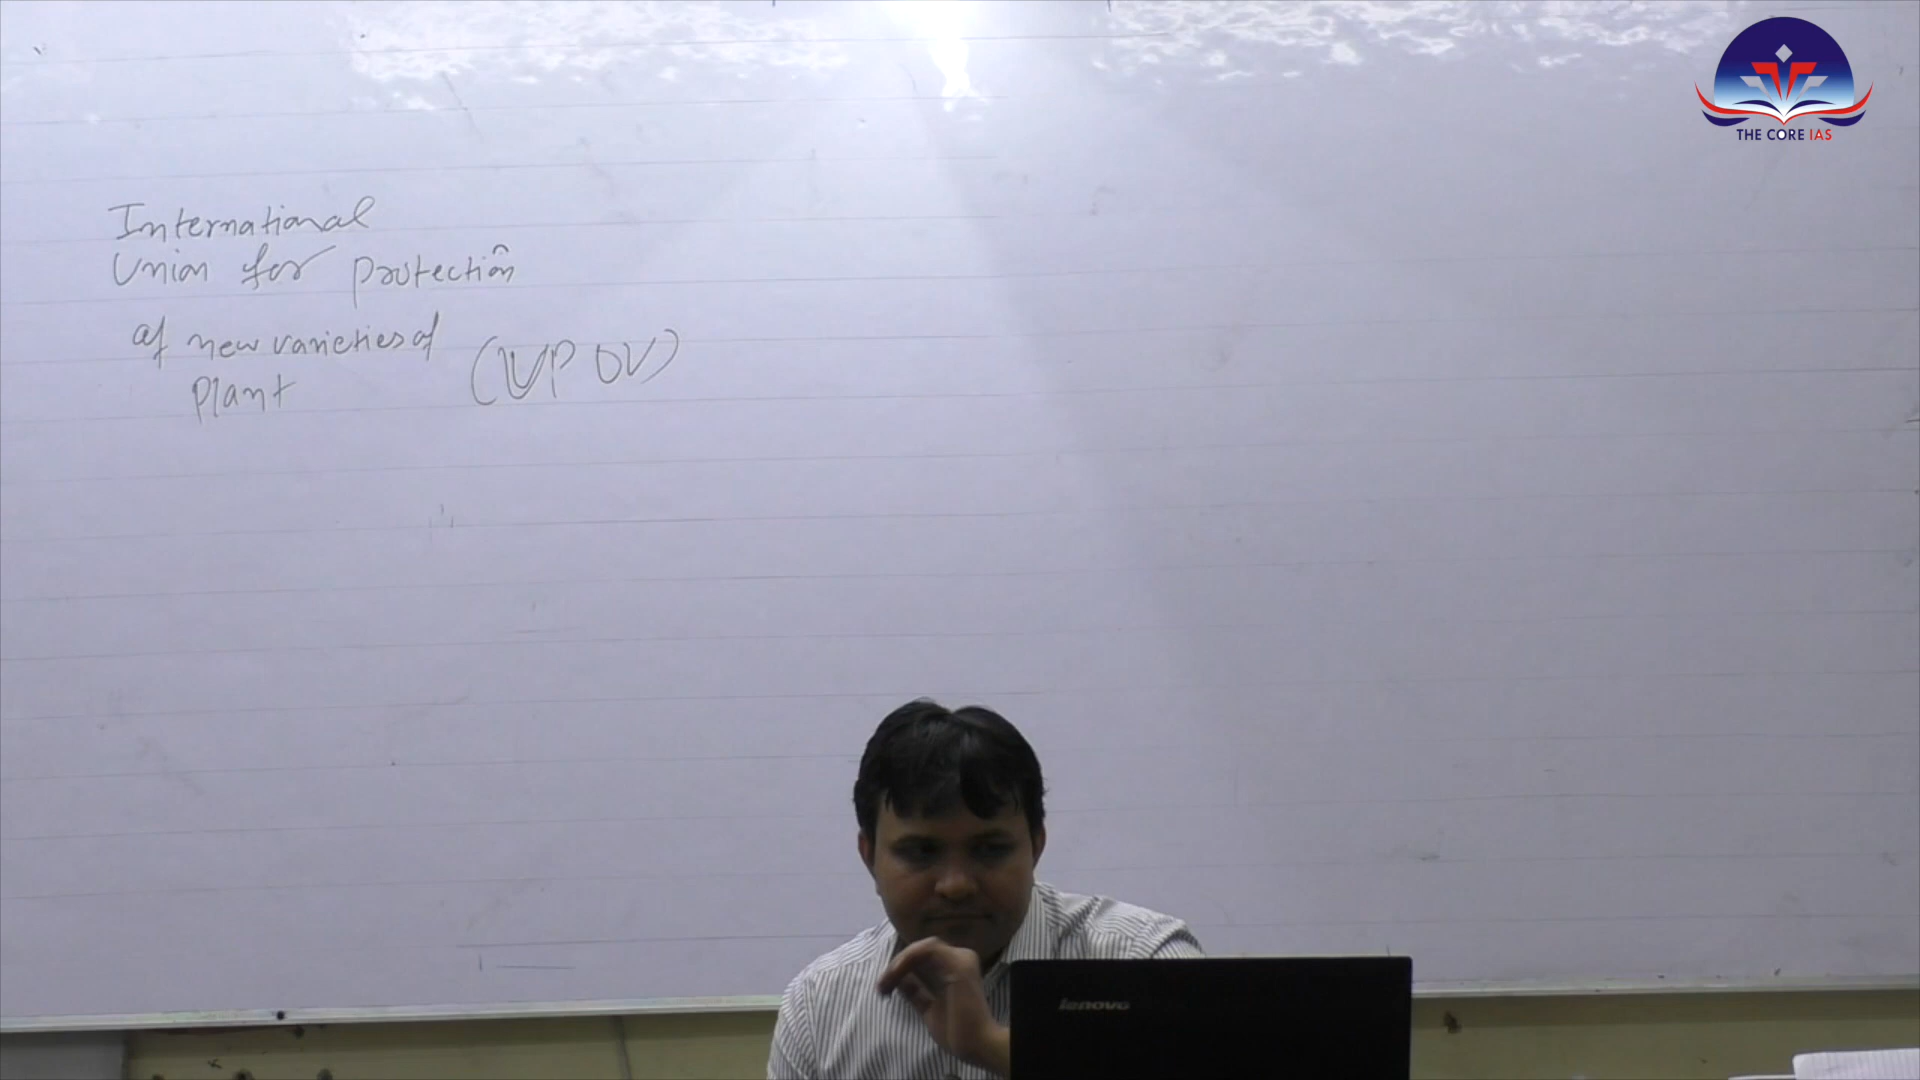 International
Union for protection
of new varieties of
plant (UPOV)
THE CORE IAS
lenovo